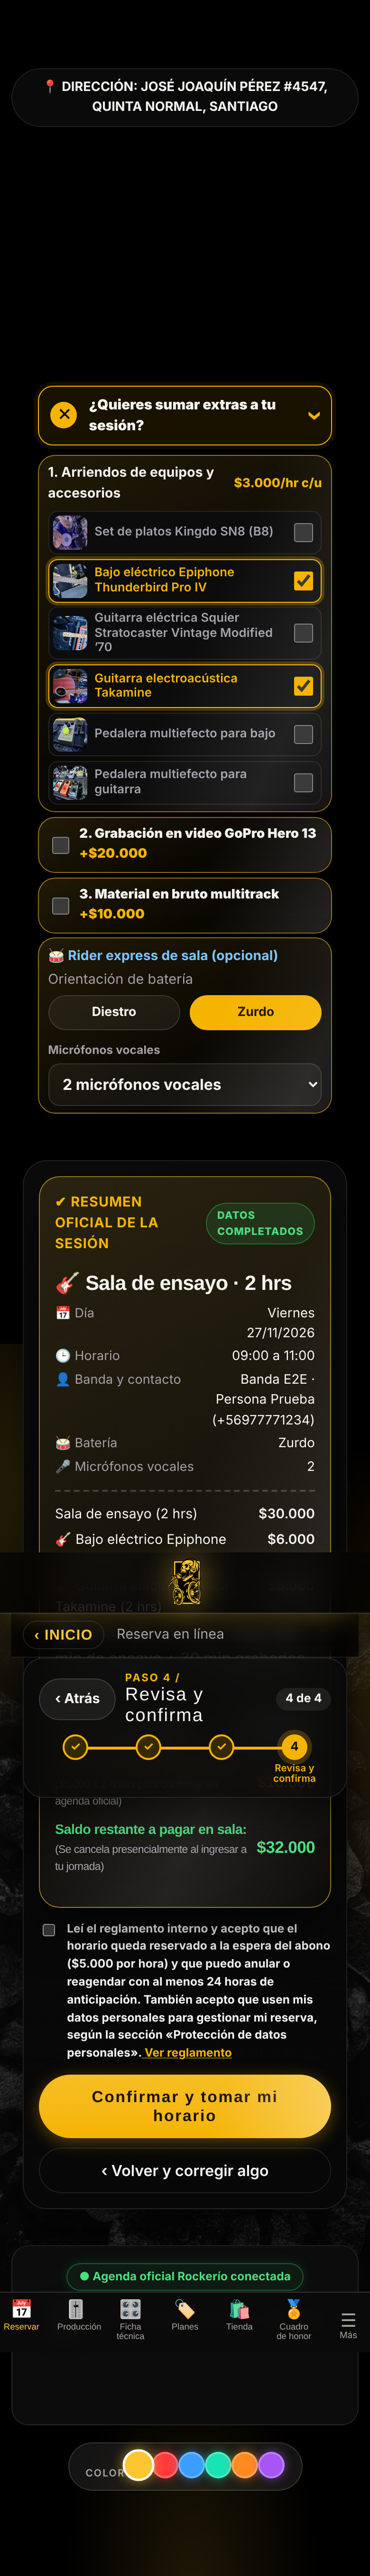 📍 DIRECCIÓN: JOSÉ JOAQUÍN PÉREZ #4547,
QUINTA NORMAL, SANTIAGO
¿Quieres sumar extras a tu
sesión?
1. Arriendos de equipos y
accesorios
$3.000/hr c/u
Set de platos Kingdo SN8 (B8)
Bajo eléctrico Epiphone
Thunderbird Pro IV
Guitarra eléctrica Squier
Stratocaster Vintage Modified
'70
Guitarra electroacústica
Takamine
Pedalera multiefecto para bajo
Pedalera multiefecto para
guitarra
2. Grabación en video GoPro Hero 13
+$20.000
3. Material en bruto multitrack
+$10.000
🥁 Rider express de sala (opcional)
Orientación de batería
Diestro
Zurdo
Micrófonos vocales
2 micrófonos vocales
✔ RESUMEN
OFICIAL DE LA
SESIÓN
DATOS
COMPLETADOS
🎸 Sala de ensayo · 2 hrs
📅 Día
Viernes
27/11/2026
🕒 Horario
09:00 a 11:00
👤 Banda y contacto
Banda E2E ·
Persona Prueba
(+56977771234)
🥁 Batería
Zurdo
🎤 Micrófonos vocales
2
Sala de ensayo (2 hrs)
$30.000
🎸 Bajo eléctrico Epiphone
$6.000
Takamine (2 hrs)
‹ INICIO
Reserva en línea
‹ Atrás
PASO 4 /
Revisa y
confirma
4 de 4
4
Revisa y
confirma
agenda oficial)
Saldo restante a pagar en sala:
(Se cancela presencialmente al ingresar a
tu jornada)
$32.000
Leí el reglamento interno y acepto que el
horario queda reservado a la espera del abono
($5.000 por hora) y que puedo anular o
reagendar con al menos 24 horas de
anticipación. También acepto que usen mis
datos personales para gestionar mi reserva,
según la sección «Protección de datos
personales». Ver reglamento
Confirmar y tomar mi
horario
‹ Volver y corregir algo
Agenda oficial Rockerío conectada
Reservar
Producción
Ficha
técnica
Planes
Tienda
Cuadro
de honor
Más
COLOR